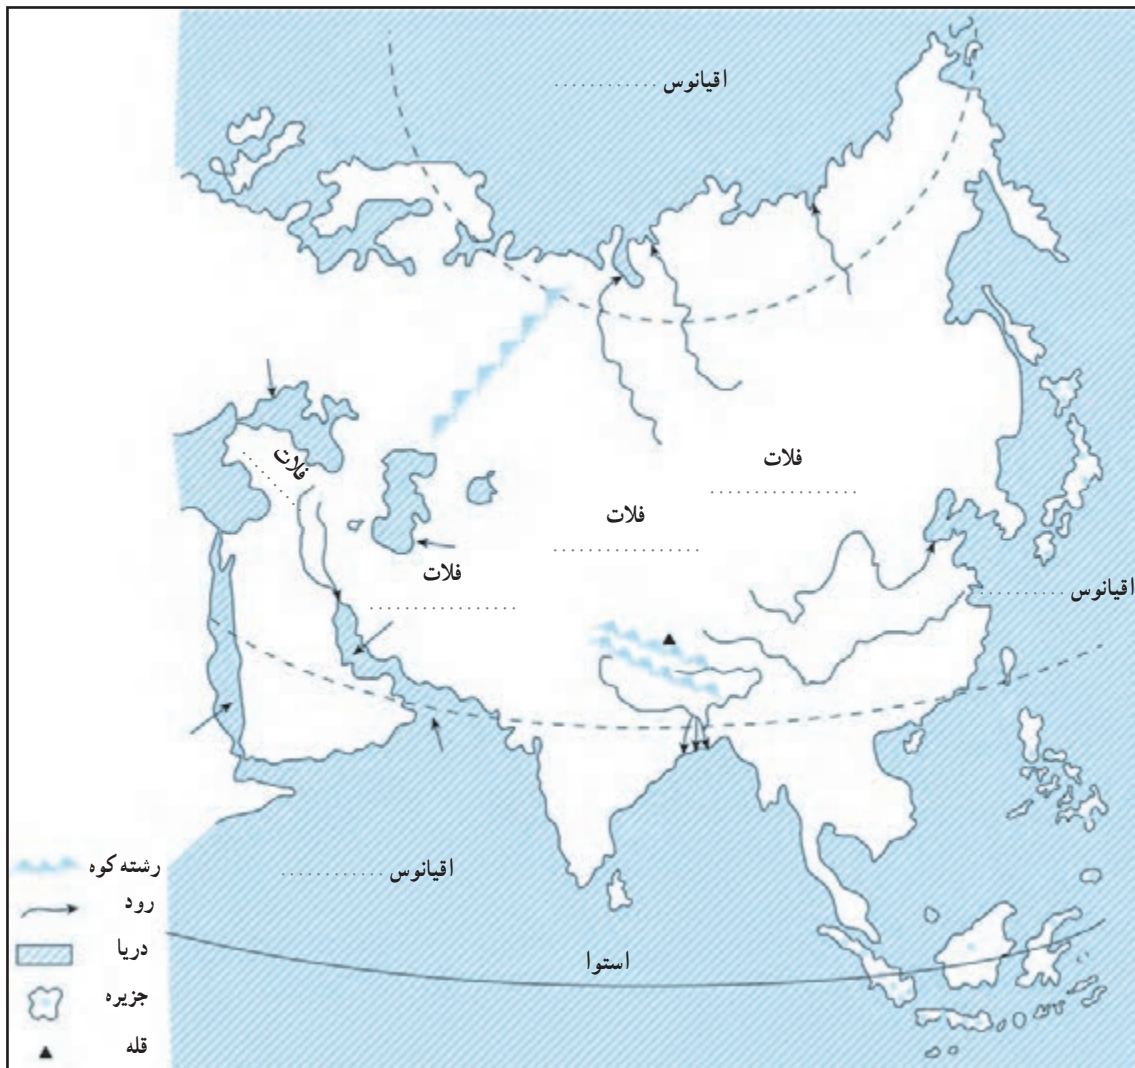 اقیانوس ............
فلات ............
فلات ............
فلات ............
فلات ............
اقیانوس ............
اقیانوس ............
استوا
رشته کوه
رود
دریا
جزیره
قله